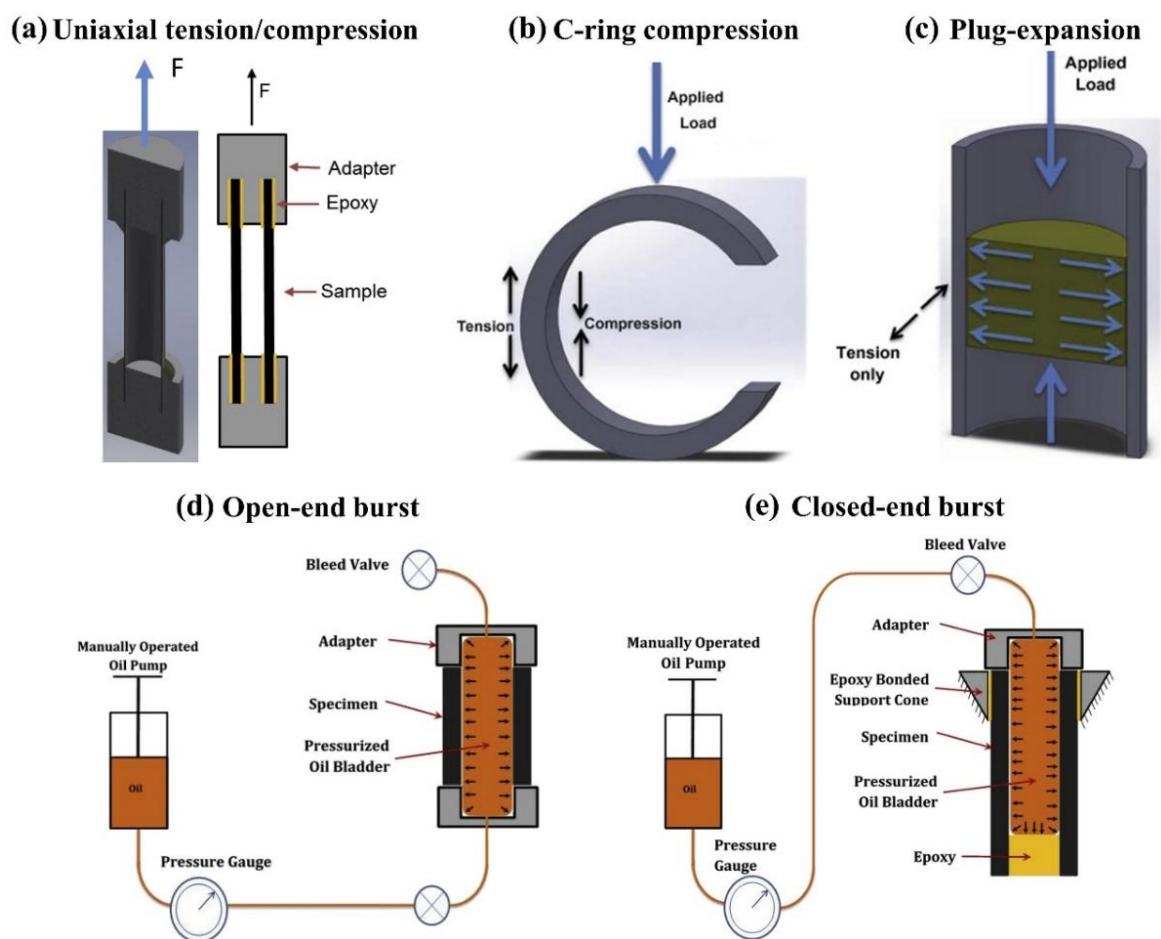 (a) Uniaxial tension/compression
F
F
Adapter
Epoxy
Sample
(b) C-ring compression
Applied
Load
Tension
Compression
(c) Plug-expansion
Applied
Load
Tension
only
(d) Open-end burst
Bleed Valve
Manually Operated
Oil Pump
Adapter
Specimen
Pressurized
Oil Bladder
Oil
Pressure Gauge
(e) Closed-end burst
Bleed Valve
Manually Operated
Oil Pump
Adapter
Epoxy Bonded
Support Cone
Specimen
Pressurized
Oil Bladder
Oil
Pressure
Gauge
Epoxy